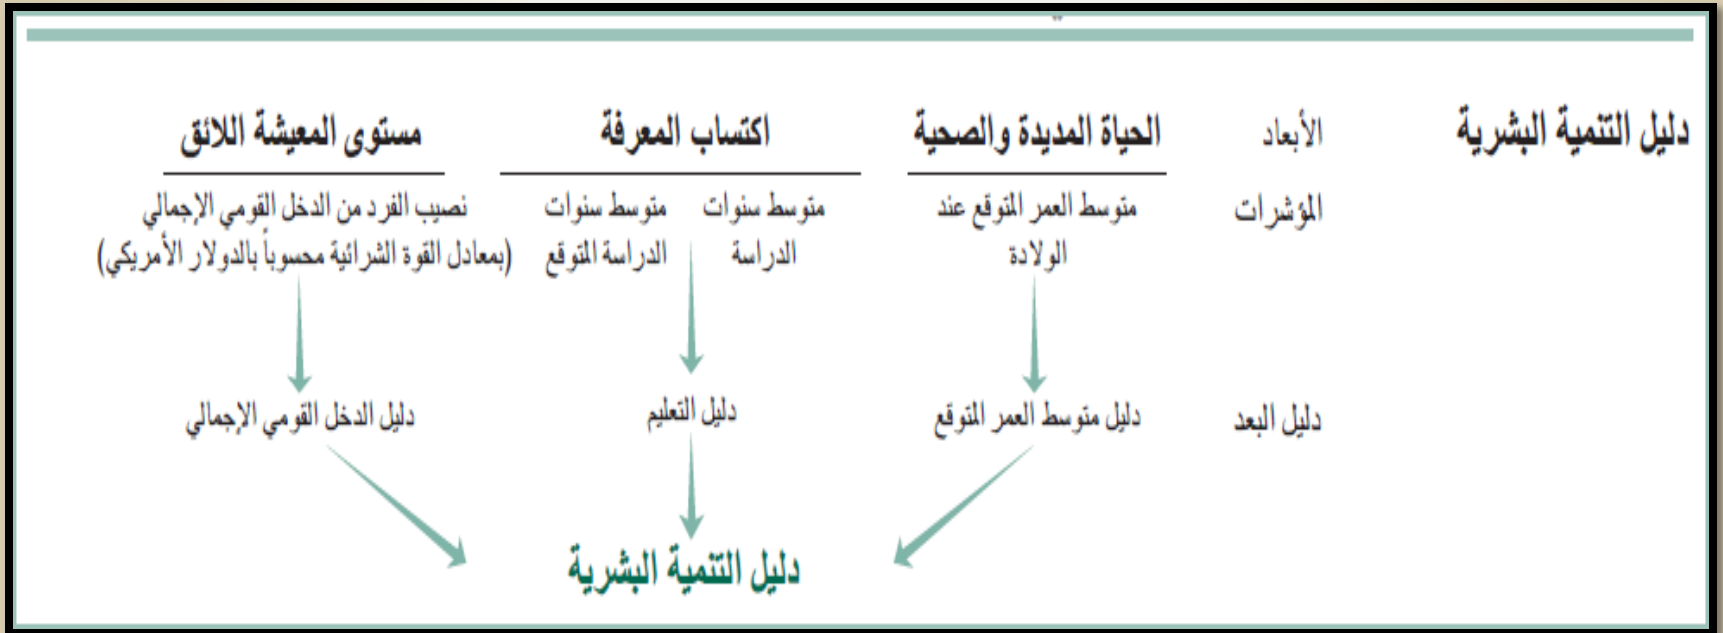 دليل التنمية البشرية
الأبعاد
الحياة المديدة والصحية
اكتساب المعرفة
مستوى المعيشة اللائق
المؤشرات
متوسط العمر المتوقع عند
الولادة
متوسط سنوات
الدراسة
متوسط سنوات
الدراسة المتوقع
نصيب الفرد من الدخل القومي الإجمالي
(بمعادل القوة الشرائية محسوباً بالدولار الأمريكي)
دليل البعد
دليل متوسط العمر المتوقع
دليل التعليم
دليل الدخل القومي الإجمالي
دليل التنمية البشرية